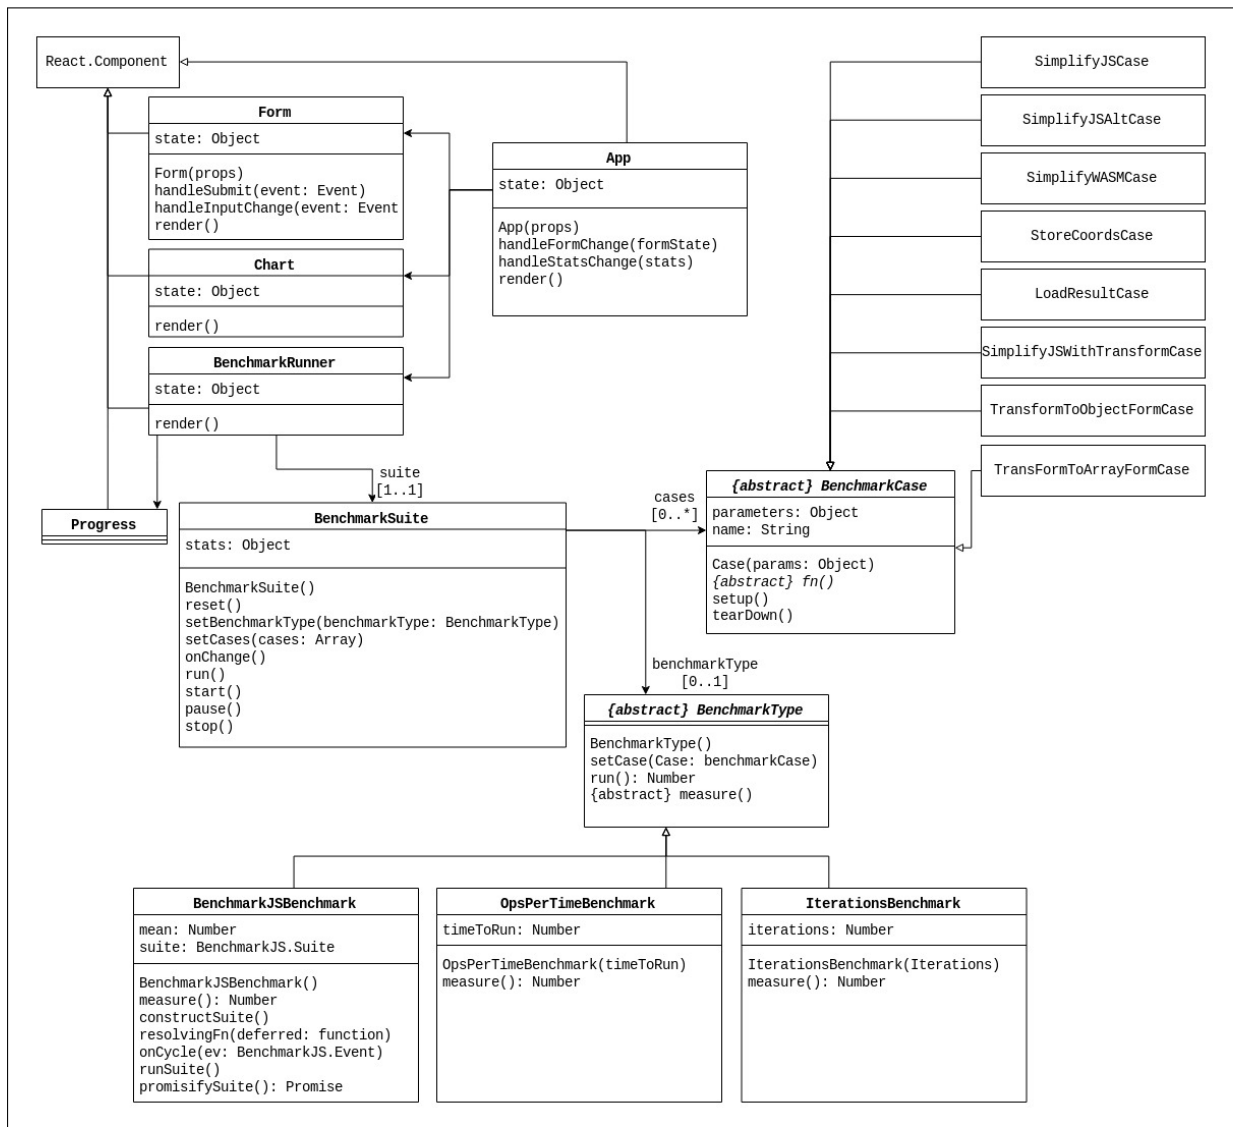 React.Component
Form
state: Object
Form(props)
handleSubmit(event: Event)
handleInputChange(event: Event
render()
Chart
state: Object
render()
BenchmarkRunner
state: Object
render()
App
state: Object
App(props)
handleFormChange(formState)
handleStatsChange(stats)
render()
SimplifyJSCase
SimplifyJSAltCase
SimplifyWASMCase
StoreCoordsCase
LoadResultCase
SimplifyJSWithTransformCase
TransformToObjectFormCase
TransFormToArrayFormCase
suite
[1..1]
cases
[0..*]
Progress
BenchmarkSuite
stats: Object
BenchmarkSuite()
reset()
setBenchmarkType(benchmarkType: BenchmarkType)
setCases(cases: Array)
onChange()
run()
start()
pause()
stop()
{abstract} BenchmarkCase
parameters: Object
name: String
Case(params: Object)
{abstract} fn()
setup()
tearDown()
benchmarkType
[0..1]
{abstract} BenchmarkType
BenchmarkType()
setCase(Case: benchmarkCase)
run(): Number
{abstract} measure()
BenchmarkJSBenchmark
mean: Number
suite: BenchmarkJS.Suite
BenchmarkJSBenchmark()
measure(): Number
constructSuite()
resolvingFn(deferred: function)
onCycle(ev: BenchmarkJS.Event)
runSuite()
promisifySuite(): Promise
OpsPerTimeBenchmark
timeToRun: Number
OpsPerTimeBenchmark(timeToRun)
measure(): Number
IterationsBenchmark
iterations: Number
IterationsBenchmark(Iterations)
measure(): Number